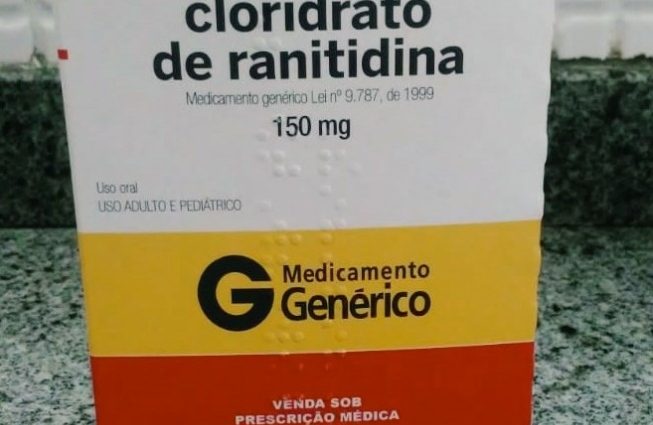 cloridrato
de ranitidina
Medicamento genérico Lei nº 9.787, de 1999
150 mg
Uso oral
USO ADULTO E PEDIÁTRICO
G Medicamento
Genérico
VENDA SOB
PRESCRIÇÃO MÉDICA